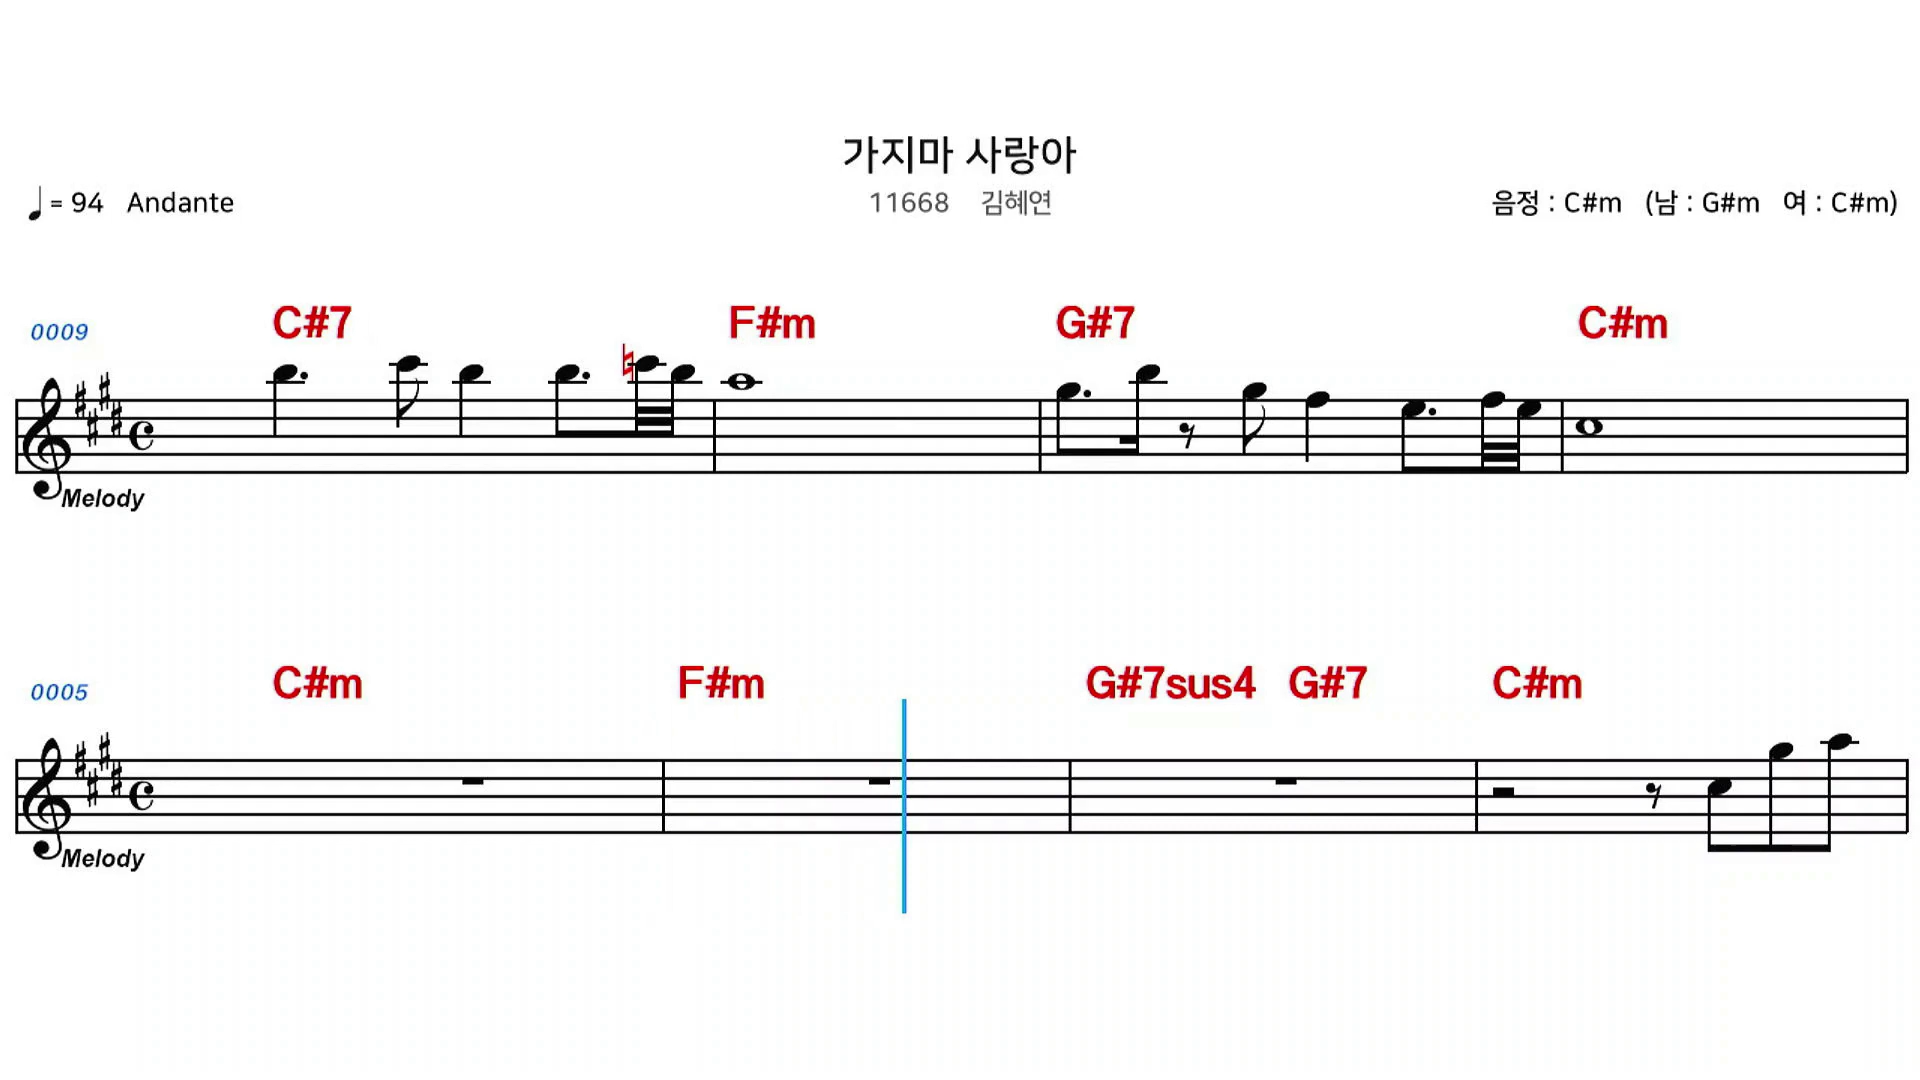 가지마 사랑아
♩= 94 Andante 11668 김혜연 음정 : C#m (남 : G#m 여 : C#m)
0009 C#7 F#m G#7 C#m
Melody
0005 C#m F#m G#7sus4 G#7 C#m
Melody